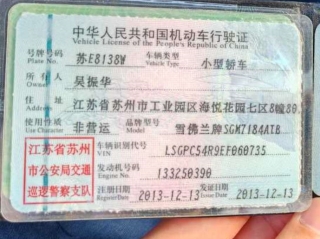 中华人民共和国机动车行驶证
Vehicle License of the People's Republic of China
号牌号码 苏E8138W 车辆类型 小型轿车
Plate No. Vehicle Type
所有人 吴振华
Owner
住址 江苏省苏州市工业园区海悦花园七区8幢80
Address
使用性质 非营运 品牌型号 雪佛兰牌SGM7184ATB
Use Character Model
江苏省苏州市公安局交通巡逻警察支队
车辆识别代号 LSGPC54R9EF060735
VIN
发动机号码 133250390
Engine No.
注册日期 2013-12-13 发证日期 2013-12-13
Register Date Issue Date